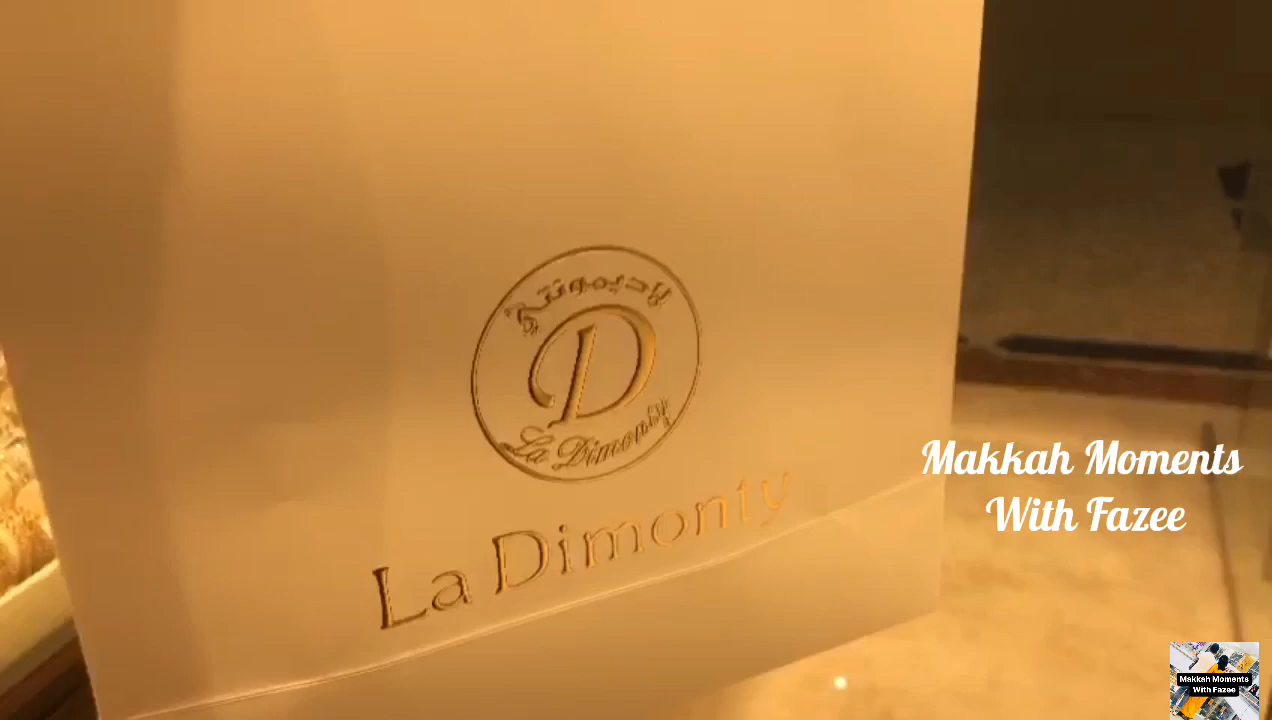 لاديمونتي
D
La Dimonty
La Dimonty
Makkah Moments
With Fazee
Makkah Moments
With Fazee